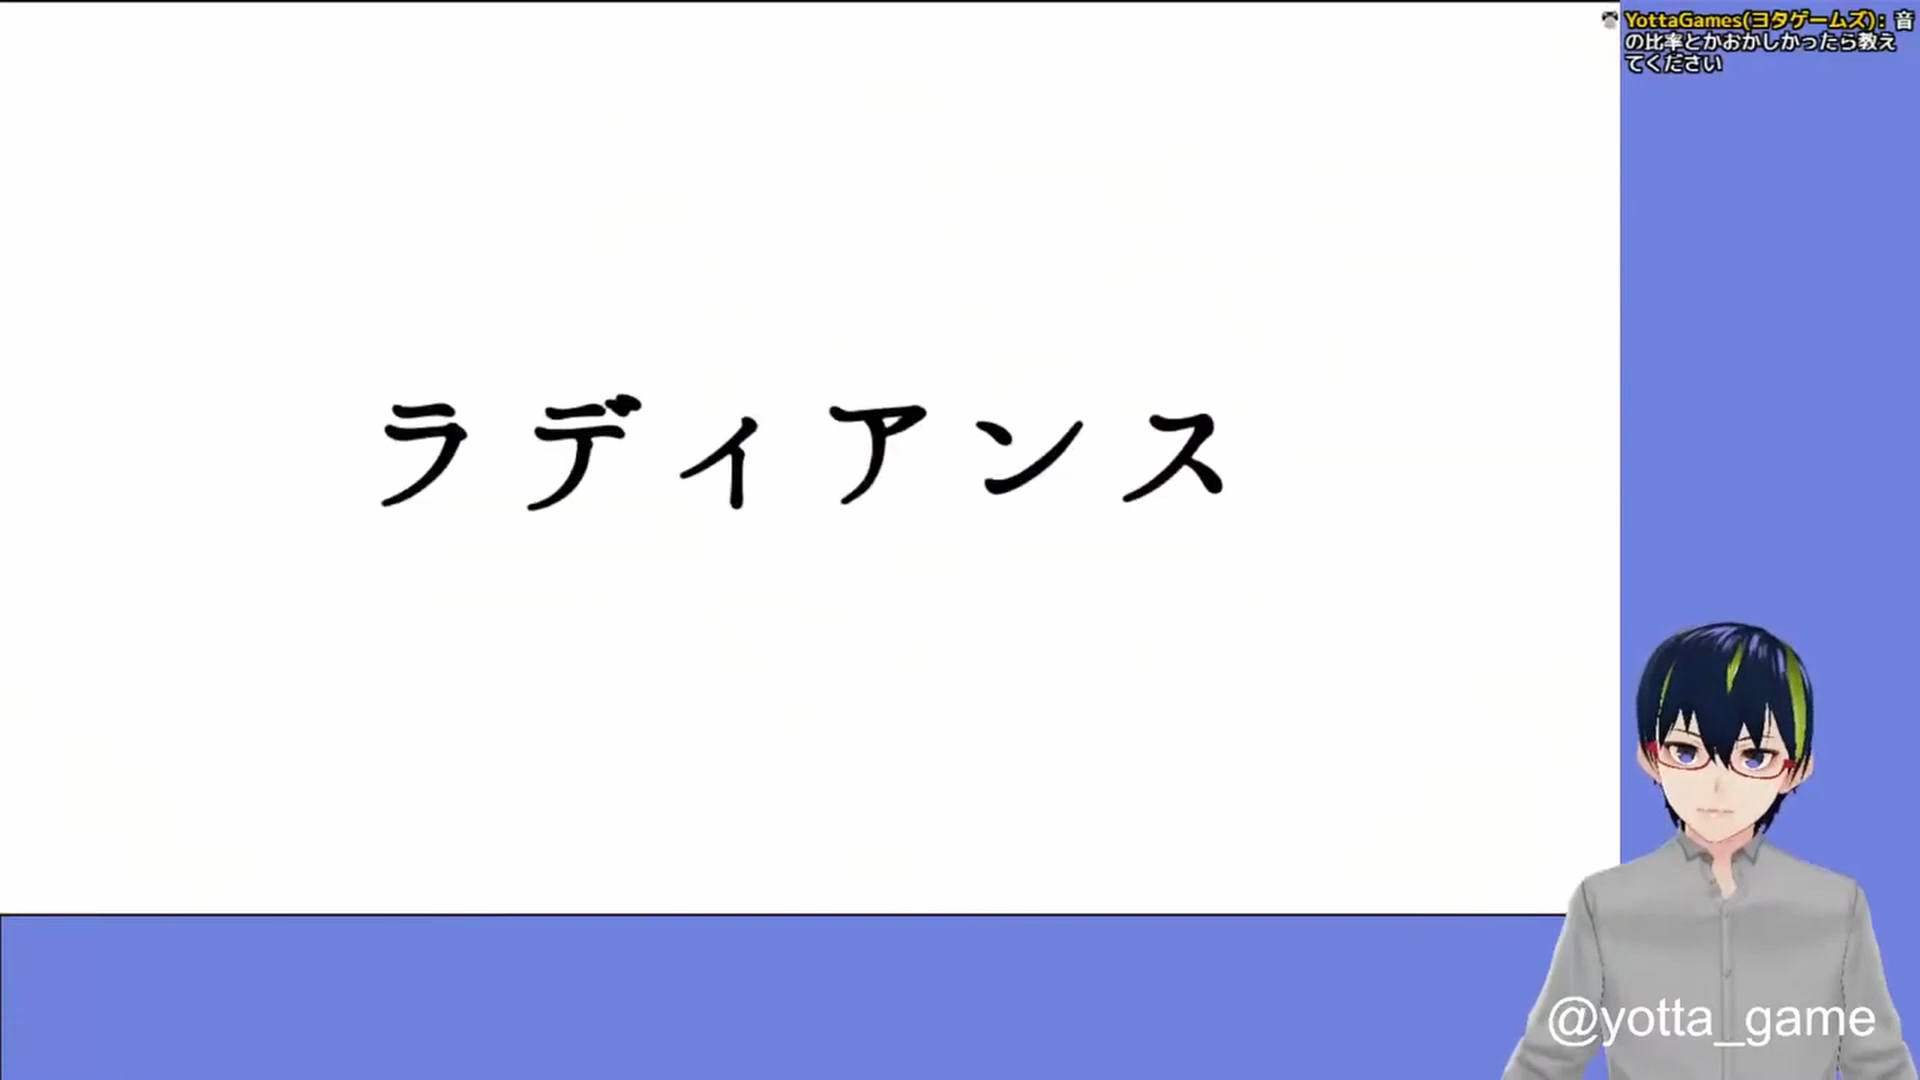 YottaGames(ヨタゲームズ): 音
の比率とかおかしかったら教え
てください
ラディアンス
@yotta_game